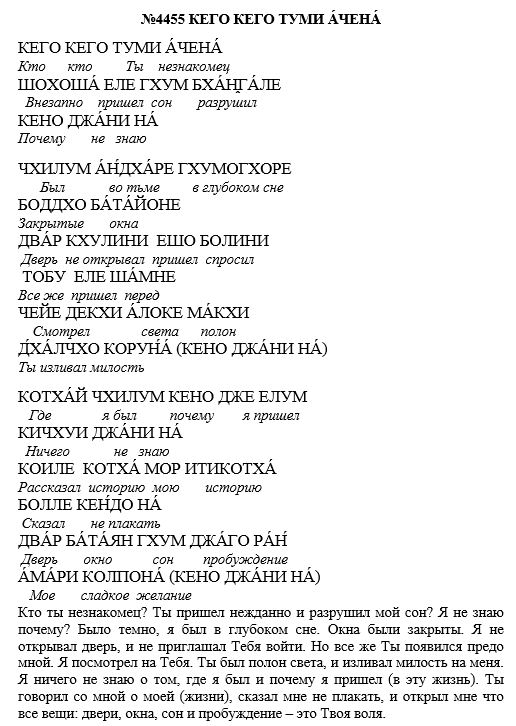 №4455 КЕГО КЕГО ТУМИ А́ЧЕНА́
КЕГО КЕГО ТУМИ А́ЧЕНА́
Кто кто Ты незнакомец
ШОХОША́ ЕЛЕ ГХУМ БХА́Н̣ГА́ЛЕ
Внезапно пришел сон разрушил
КЕНО ДЖА́НИ НА́
Почему не знаю
ЧХИЛУМ А́Н́ДХА́РЕ ГХУМОГХОРЕ
Был во тьме в глубоком сне
БОДДХО БА́ТА́ЙОНЕ
Закрытые окна
ДВА́Р КХУЛИНИ ЕШО БОЛИНИ
Дверь не открывал пришел спросил
ТОБУ ЕЛЕ ША́МНЕ
Все же пришел перед
ЧЕЙЕ ДЕКХИ А́ЛОКЕ МА́КХИ
Смотрел света полон
Д́ХА́ЛЧХО КОРУН́А́ (КЕНО ДЖА́НИ НА́)
Ты изливал милость
КОТХА́Й ЧХИЛУМ КЕНО ДЖЕ ЕЛУМ
Где я был почему я пришел
КИЧХУИ ДЖА́НИ НА́
Ничего не знаю
КОИЛЕ КОТХА́ МОР ИТИКОТХА́
Рассказал историю мою историю
БОЛЛЕ КЕН́ДО НА́
Сказал не плакать
ДВА́Р БА́ТА́ЯН ГХУМ ДЖА́ГО РА́Н́
Дверь окно сон пробуждение
А́МА́РИ КОЛПОНА́ (КЕНО ДЖА́НИ НА́)
Мое сладкое желание
Кто ты незнакомец? Ты пришел нежданно и разрушил мой сон? Я не знаю
почему? Было темно, я был в глубоком сне. Окна были закрыты. Я не
открывал дверь, и не приглашал Тебя войти. Но все же Ты появился предо
мной. Я посмотрел на Тебя. Ты был полон света, и изливал милость на меня.
Я ничего не знаю о том, где я был и почему я пришел (в эту жизнь). Ты
говорил со мной о моей (жизни), сказал мне не плакать, и открыл мне что
все вещи: двери, окна, сон и пробуждение – это Твоя воля.